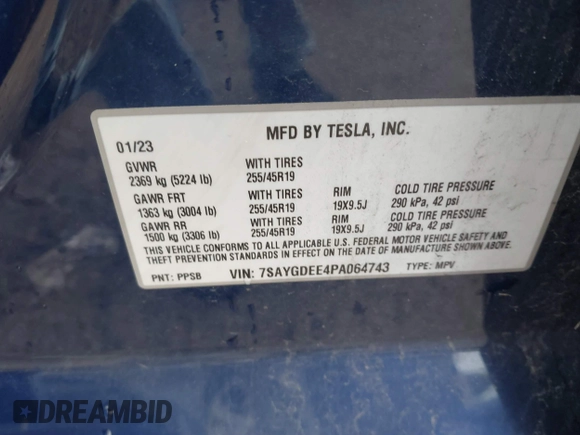 MFD BY TESLA, INC.
01/23
GVWR WITH TIRES
2369 kg (5224 lb) 255/45R19
GAWR FRT WITH TIRES RIM COLD TIRE PRESSURE
1363 kg (3004 lb) 255/45R19 19X9.5J 290 kPa, 42 psi
GAWR RR WITH TIRES RIM COLD TIRE PRESSURE
1500 kg (3306 lb) 255/45R19 19X9.5J 290 kPa, 42 psi
THIS VEHICLE CONFORMS TO ALL APPLICABLE U.S. FEDERAL MOTOR VEHICLE SAFETY AND
THEFT PREVENTION STANDARDS IN EFFECT ON THE DATE OF MANUFACTURE SHOWN ABOVE.
PNT: PPSB VIN: 7SAYGDEE4PA064743 TYPE: MPV
DREAMBID